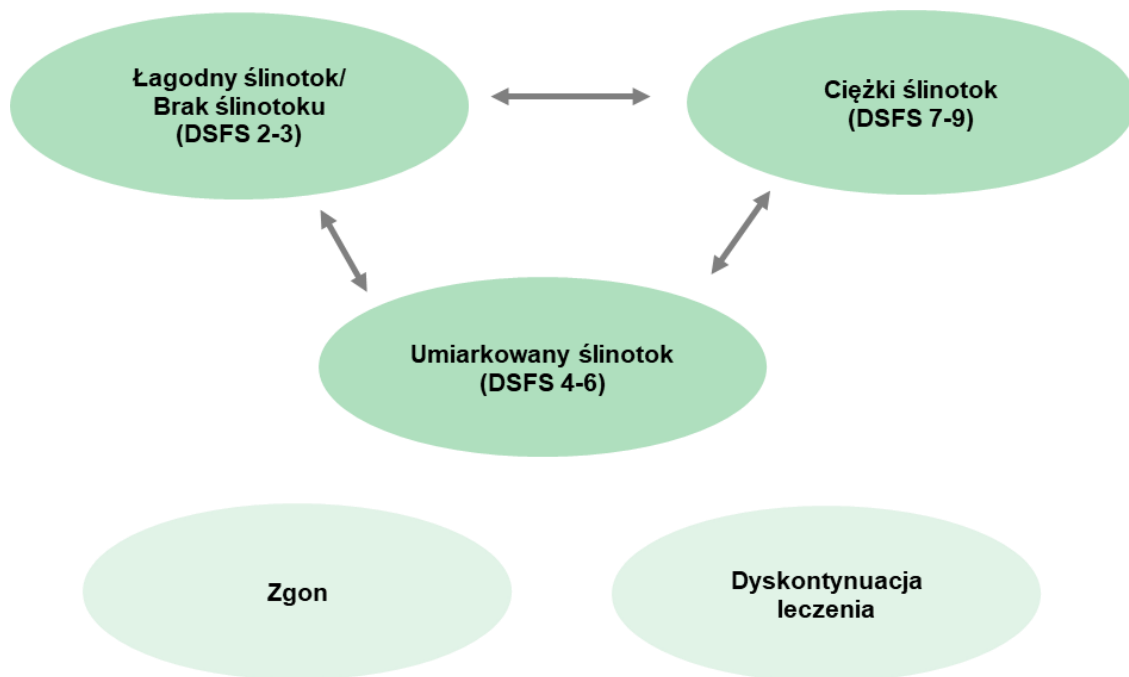 Łagodny ślinotok/
Brak ślinotoku
(DSFS 2-3)
Ciężki ślinotok
(DSFS 7-9)
Umiarkowany ślinotok
(DSFS 4-6)
Zgon
Dyskontynuacja
leczenia